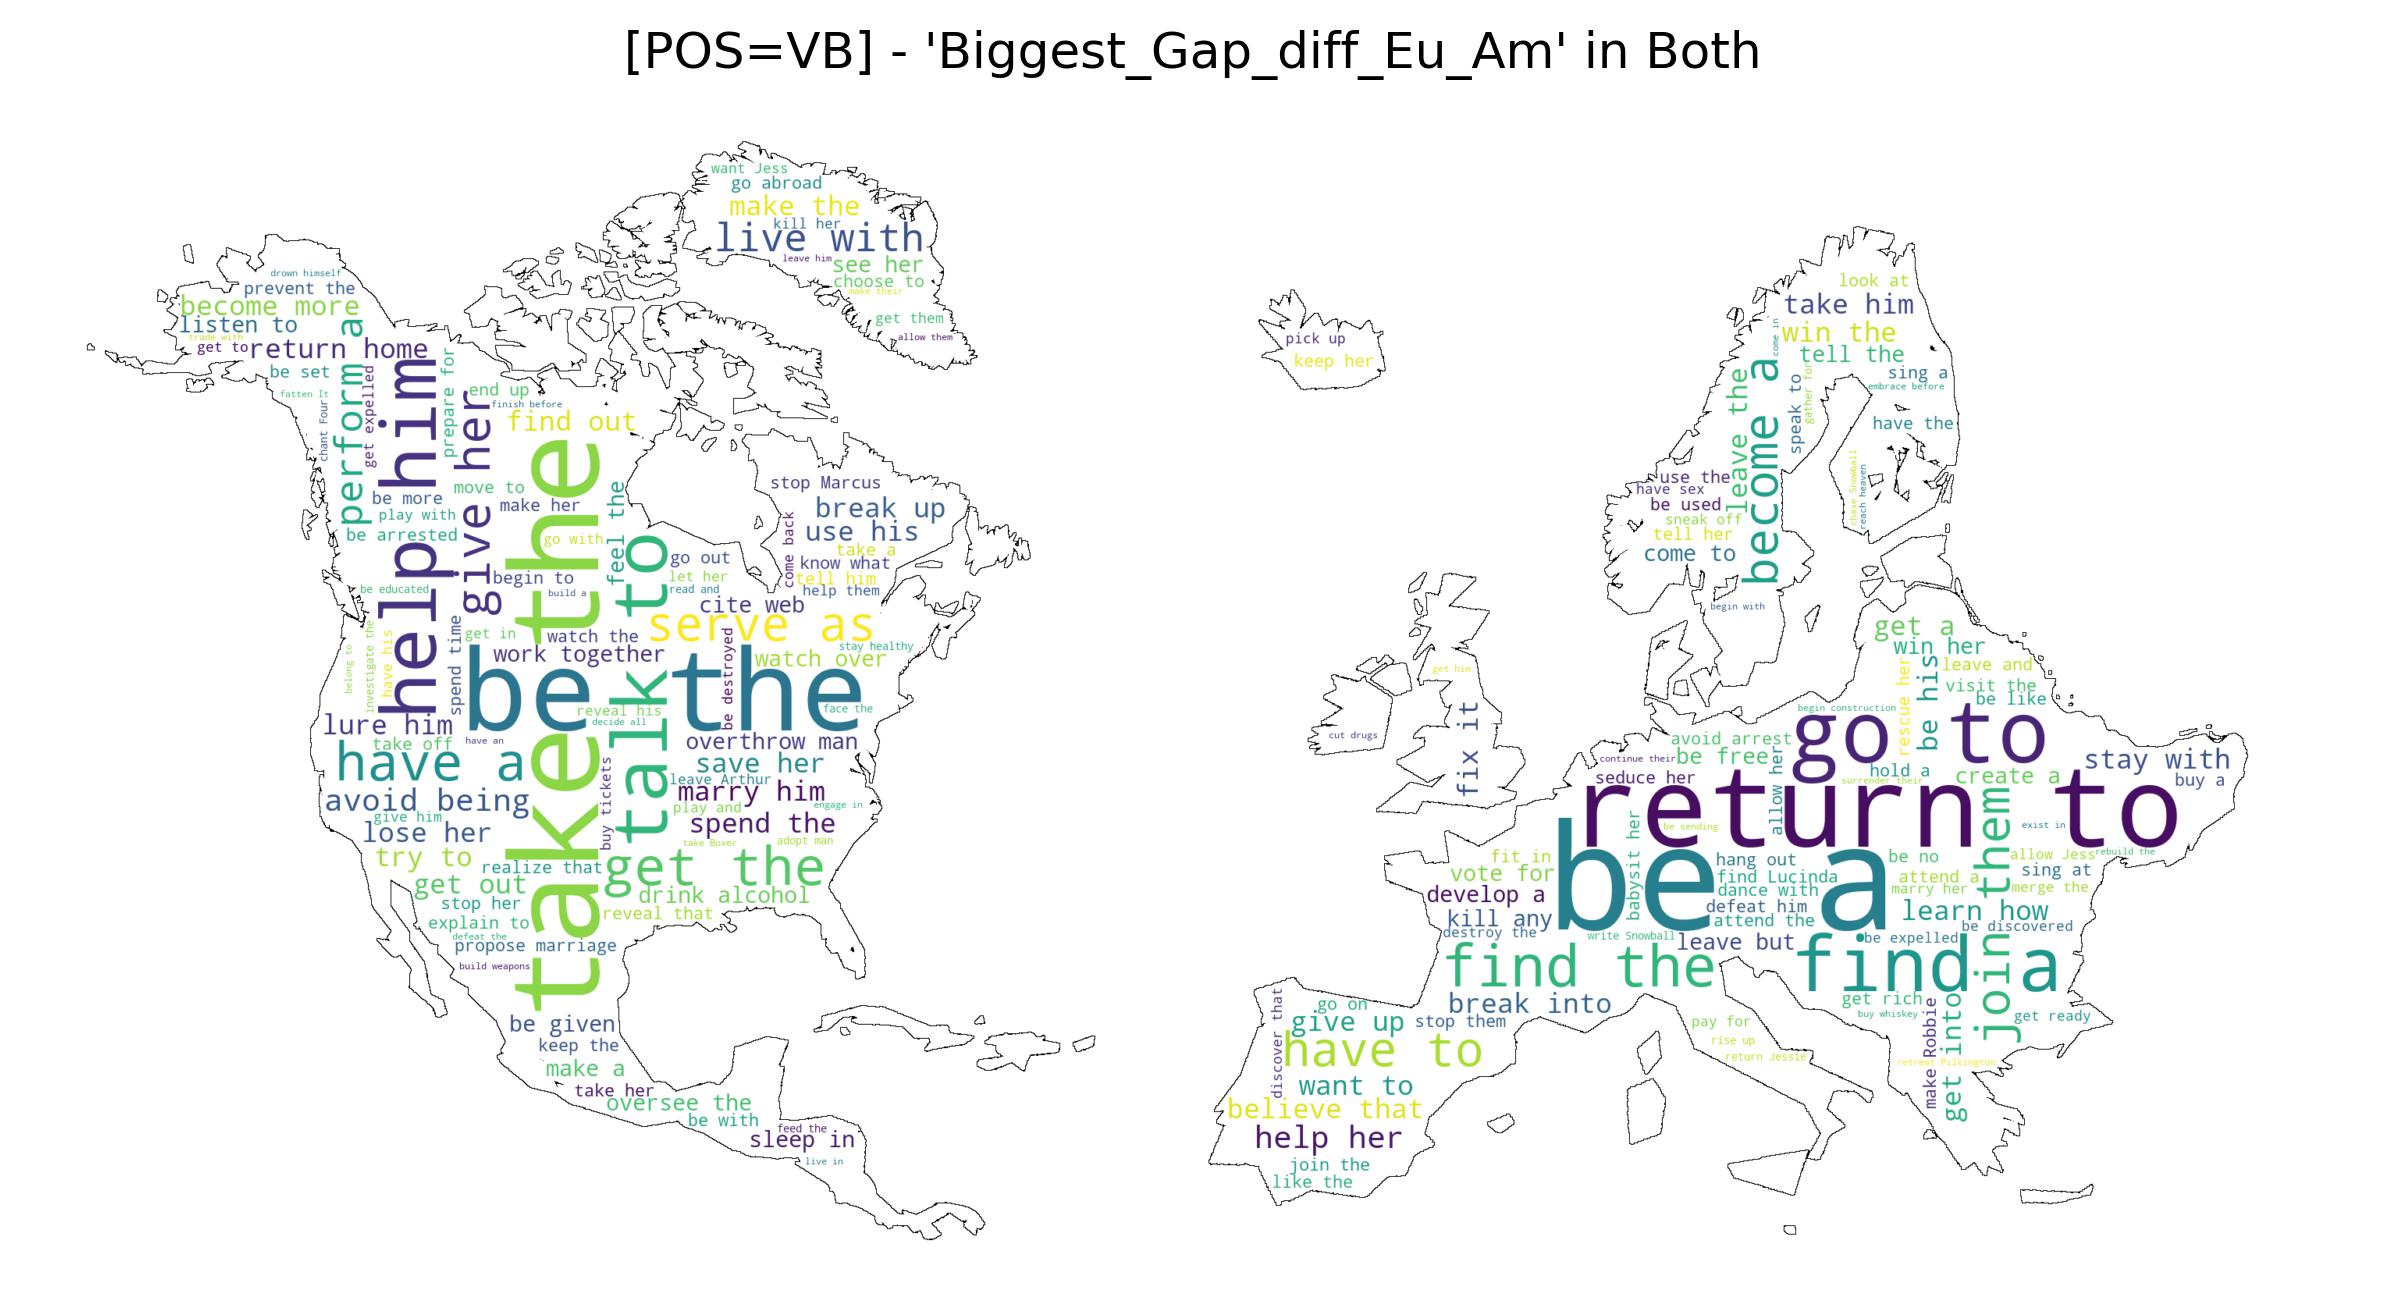 [POS=VB] - 'Biggest_Gap_diff_Eu_Am' in Both
want Jess
go abroad
make the
kill her
live with
leave him
see her
choose to
make their
get them
allow them
drown himself
prevent the
become more
listen to
trade with
get to
return home
be set
fatten It
chant Four
get expelled
perform a
help him
prepare for
give her
end up
finish before
find out
take the
move to
be more
make her
play with
be arrested
go with
feel the
talk to
begin to
build a
be educated
stop Marcus
break up
use his
come back
take a
know what
tell him
help them
go out
let her
read and
cite web
serve as
get in
watch the
work together
spend time
be destroyed
stay healthy
watch over
be the
belong to
investigate the
have his
reveal his
decide all
face the
lure him
take off
have an
have a
overthrow man
save her
leave Arthur
marry him
buy tickets
play and
engage in
avoid being
give him
lose her
spend the
take Boxer
adopt man
try to
realize that
get the
get out
drink alcohol
stop her
reveal that
explain to
defeat the
propose marriage
build weapons
be given
keep the
make a
take her
oversee the
be with
feed the
sleep in
live in
pick up
keep her
look at
take him
come in
win the
tell the
sing a
embrace before
leave the
become a
speak to
gather for
have the
chase Snowball
reach heaven
use the
have sex
be used
sneak off
tell her
come to
begin with
get him
fix it
cut drugs
get a
win her
leave and
rescue her
be his
visit the
be like
begin construction
go to
avoid arrest
be free
continue their
seduce her
allow her
hold a
surrender their
create a
stay with
buy a
return to
babysit her
be sending
exist in
join them
fit in
vote for
develop a
kill any
destroy the
be a
hang out
find Lucinda
dance with
defeat him
attend the
be no
attend a
marry her
allow Jess
rebuild the
sing at
merge the
learn how
be discovered
write Snowball
leave but
be expelled
find the
find a
break into
get rich
buy whiskey
make Robbie
get into
get ready
retreat Pilkington
discover that
go on
give up
stop them
have to
want to
believe that
help her
join the
like the
pay for
rise up
return Jessie